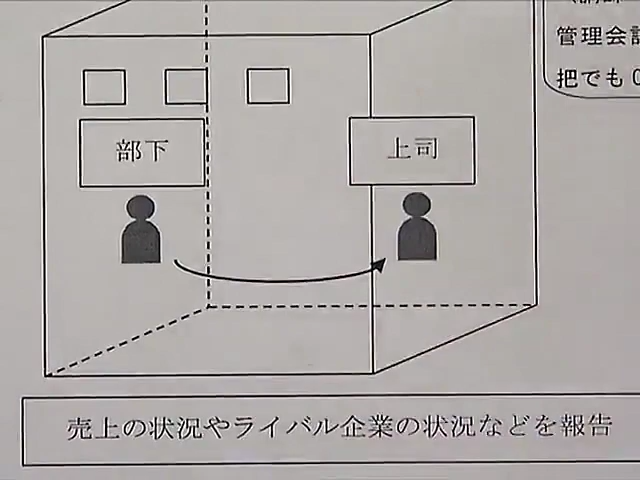 管理会計
把でも
部下
上司
売上の状況やライバル企業の状況などを報告